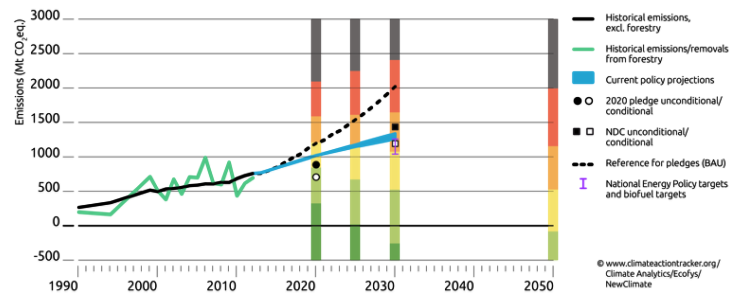 Emissions (Mt CO2eq.)
3000
2500
2000
1500
1000
500
0
-500
1990
2000
2010
2020
2030
2040
2050
Historical emissions,
excl. forestry
Historical emissions/removals
from forestry
Current policy projections
2020 pledge unconditional/
conditional
NDC unconditional/
conditional
Reference for pledges (BAU)
National Energy Policy targets
and biofuel targets
© www.climateactiontracker.org/
Climate Analytics/Ecofys/
NewClimate